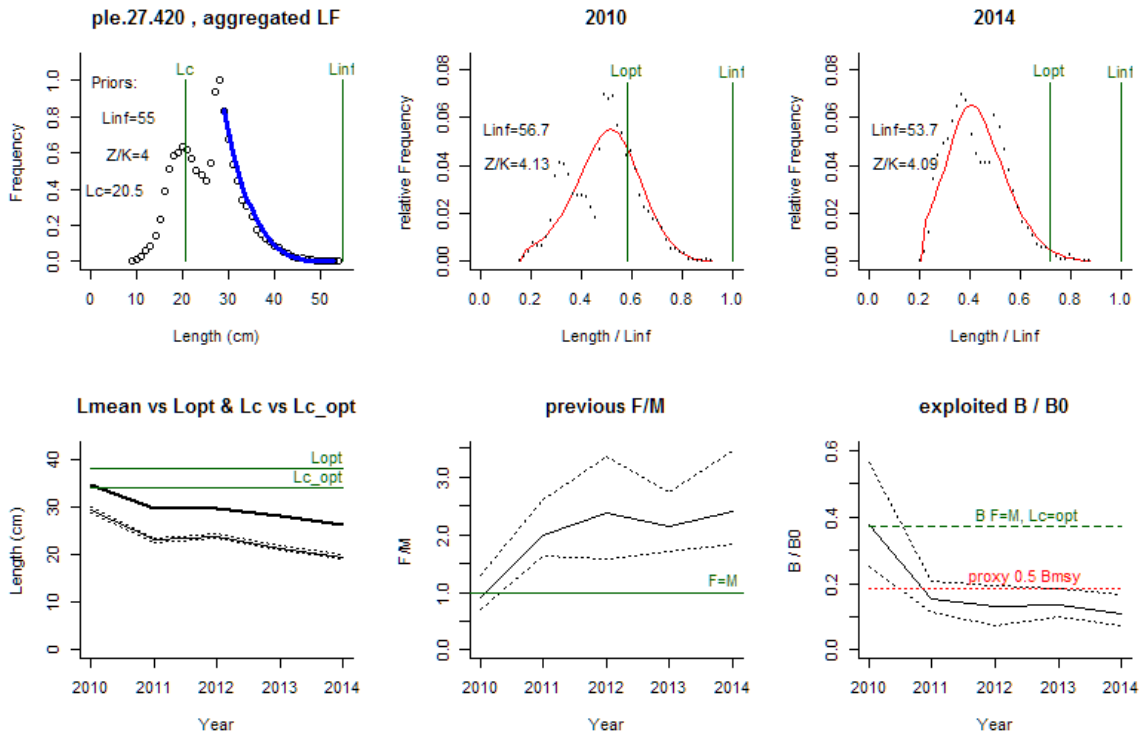 ple.27.420 , aggregated LF
Frequency
1.0
0.8
0.6
0.4
0.2
0.0
Priors:
Linf=55
Z/K=4
Lc=20.5
Lc
Linf
0 10 20 30 40 50
Length (cm)
2010
relative Frequency
0.08
0.04
0.00
Linf=56.7
Z/K=4.13
Lopt
Linf
0.0 0.2 0.4 0.6 0.8 1.0
Length / Linf
2014
relative Frequency
0.08
0.04
0.00
Linf=53.7
Z/K=4.09
Lopt
Linf
0.0 0.2 0.4 0.6 0.8 1.0
Length / Linf
Lmean vs Lopt & Lc vs Lc_opt
Length (cm)
40
30
20
10
0
Lopt
Lc_opt
2010 2011 2012 2013 2014
Year
previous F/M
F/M
3.0
2.0
1.0
0.0
F=M
2010 2011 2012 2013 2014
Year
exploited B / B0
B / B0
0.6
0.4
0.2
0.0
B F=M, Lc=opt
proxy 0.5 Bmsy
2010 2011 2012 2013 2014
Year